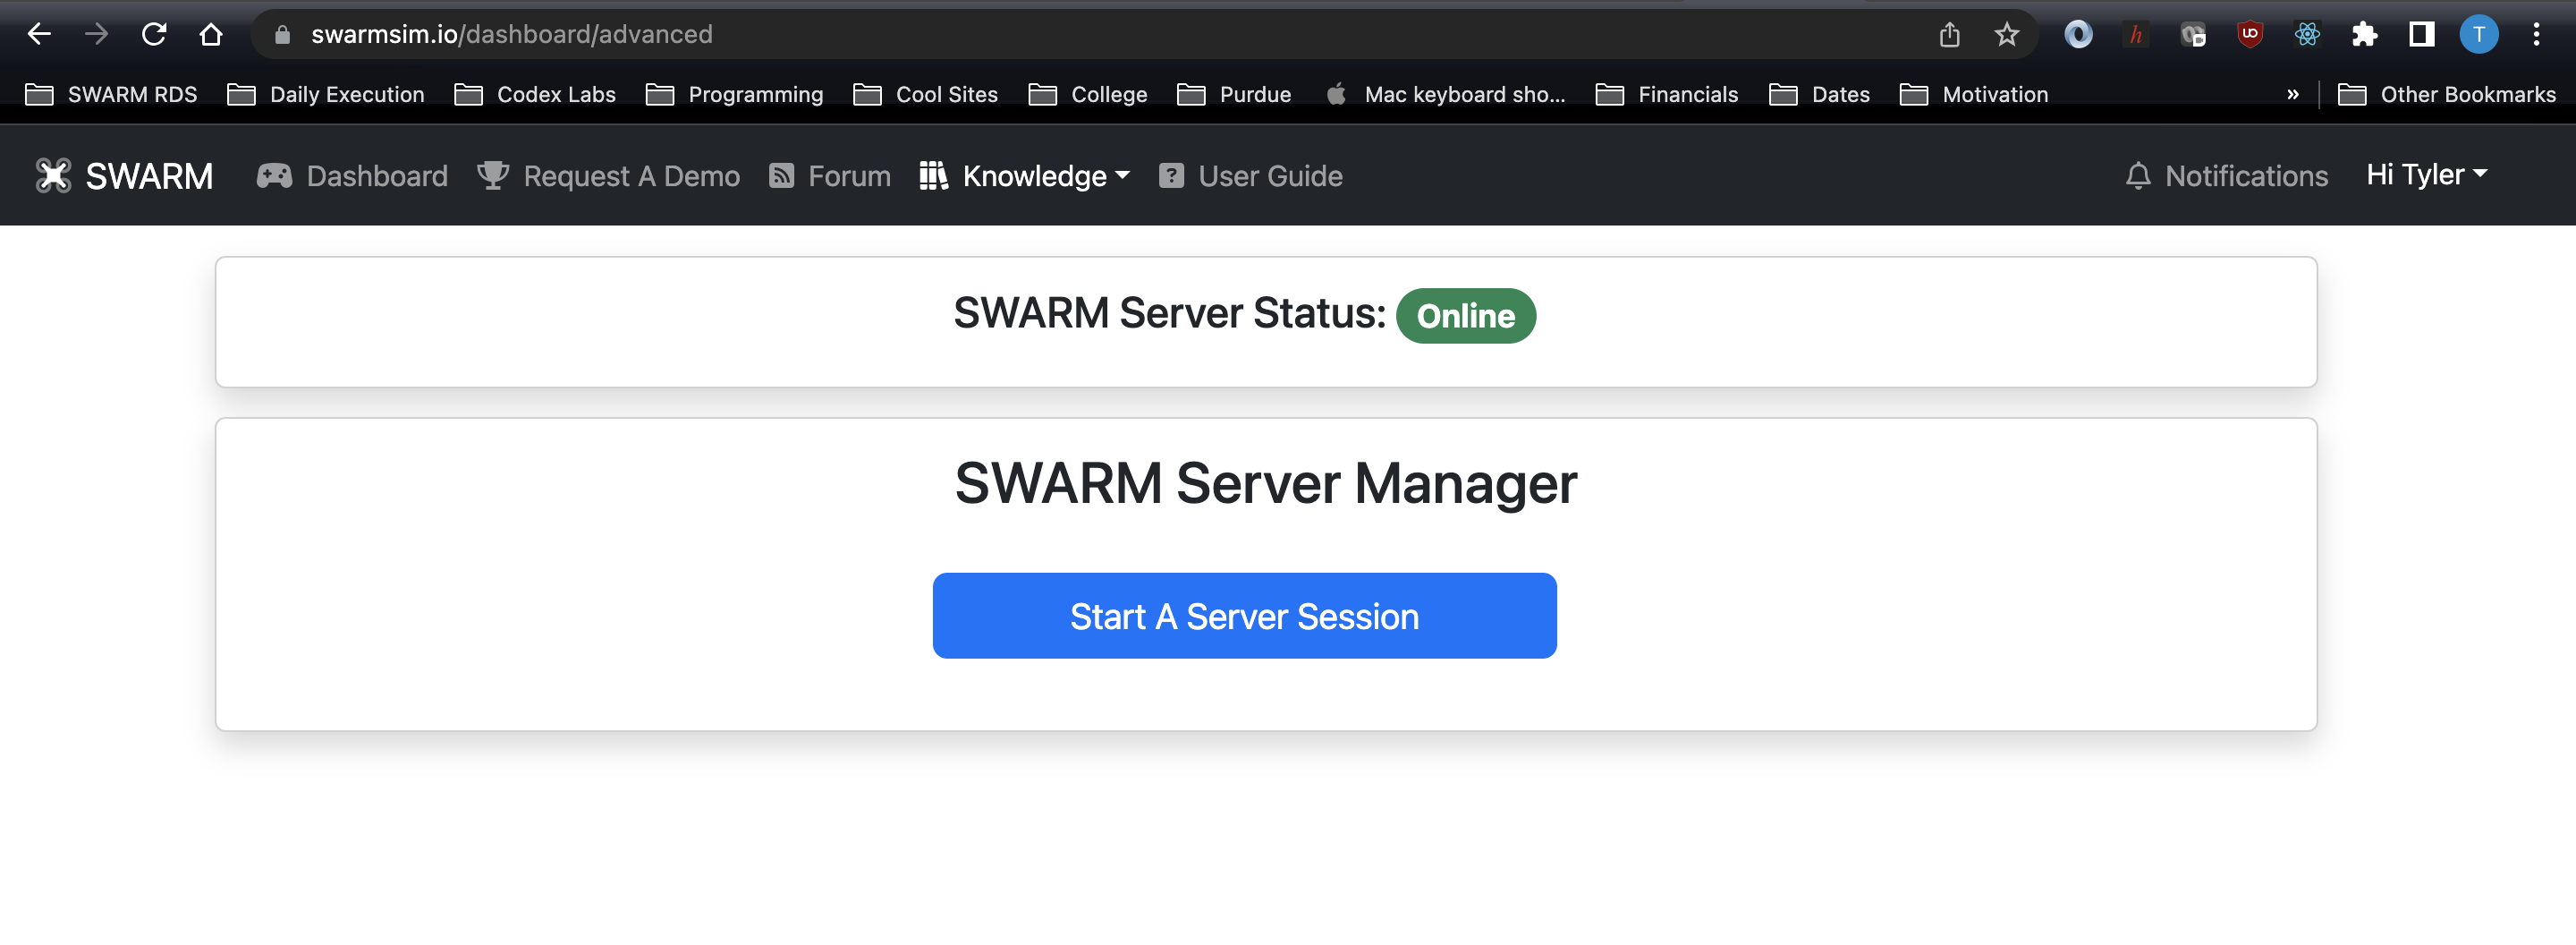 swarmsim.io/dashboard/advanced
T
SWARM RDS Daily Execution Codex Labs Programming Cool Sites College Purdue Mac keyboard sho... Financials Dates Motivation » Other Bookmarks
SWARM Dashboard Request A Demo Forum Knowledge User Guide Notifications Hi Tyler
SWARM Server Status: Online
SWARM Server Manager
Start A Server Session